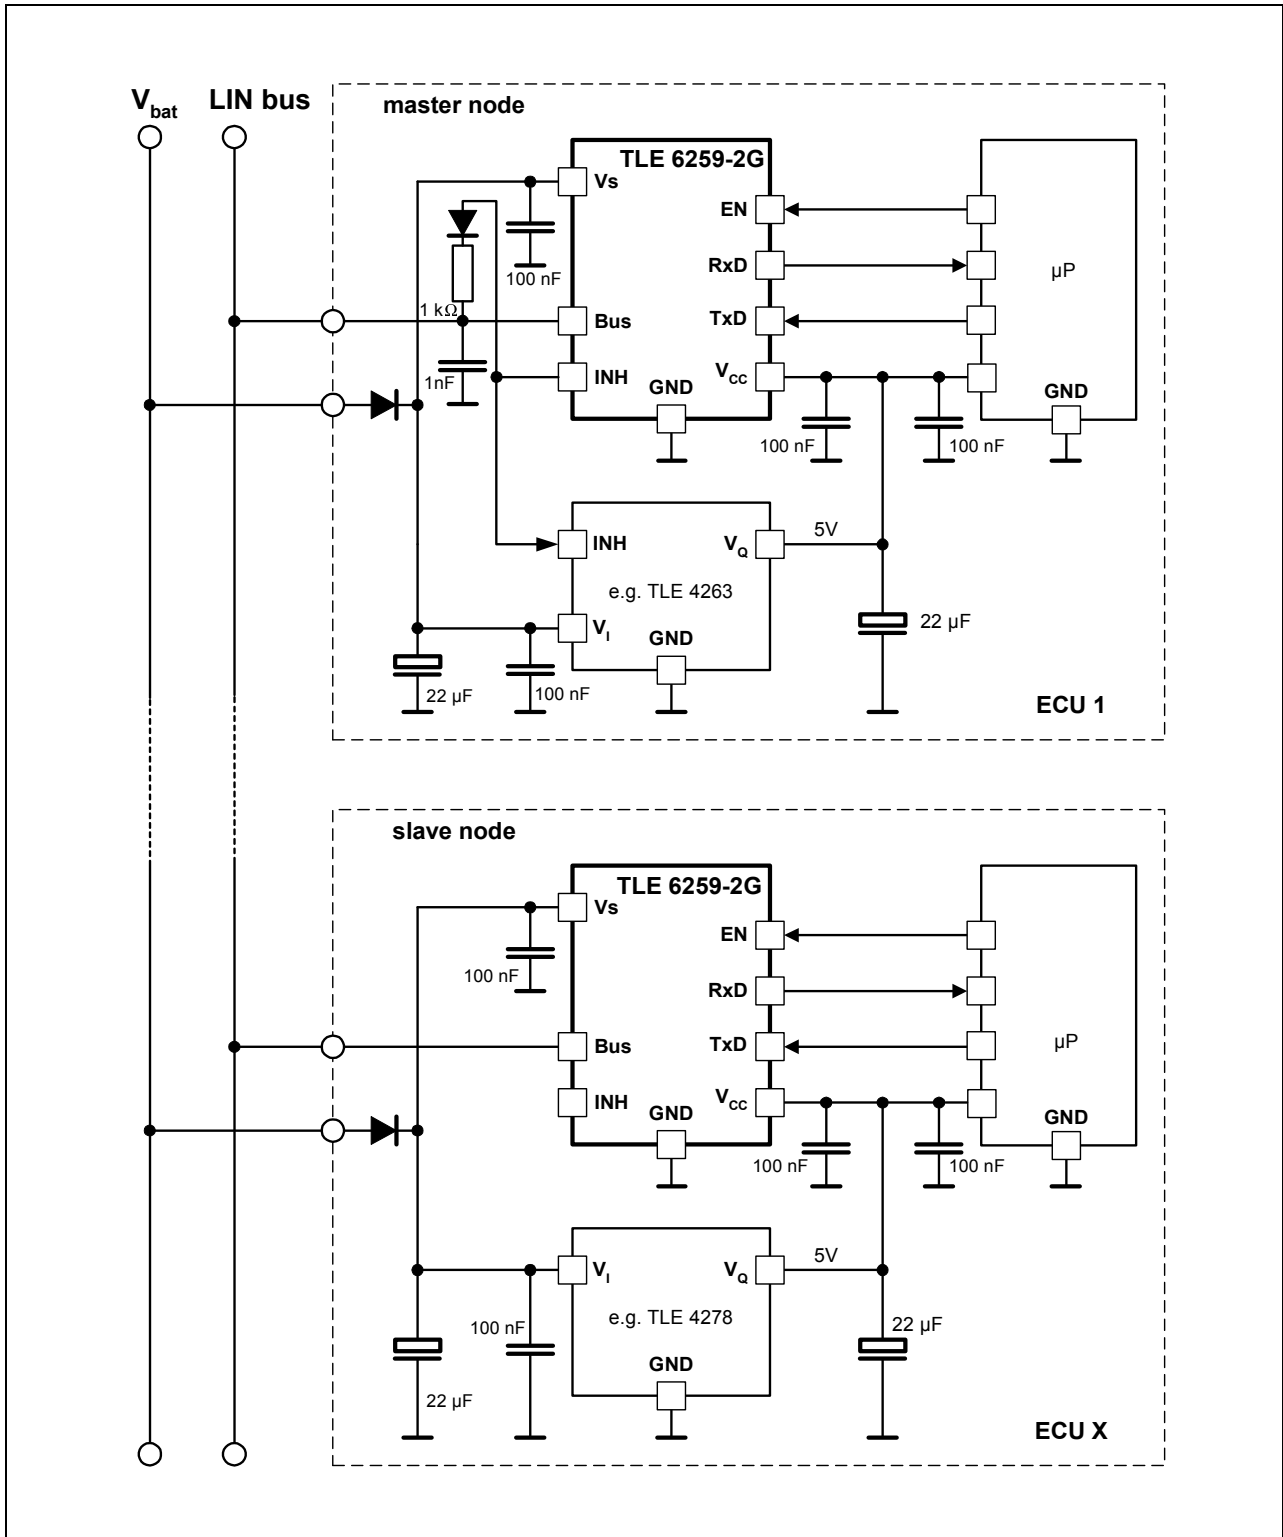 Vbat
LIN bus
master node
TLE 6259-2G
Vs
EN
RxD
µP
100 nF
1 kΩ
Bus
TxD
1nF
INH
GND
VCC
GND
100 nF
100 nF
INH
VQ
5V
e.g. TLE 4263
22 µF
VI
GND
22 µF
100 nF
ECU 1
slave node
TLE 6259-2G
Vs
EN
100 nF
RxD
Bus
TxD
µP
INH
GND
VCC
GND
100 nF
100 nF
VI
VQ
5V
e.g. TLE 4278
100 nF
22 µF
GND
22 µF
ECU X